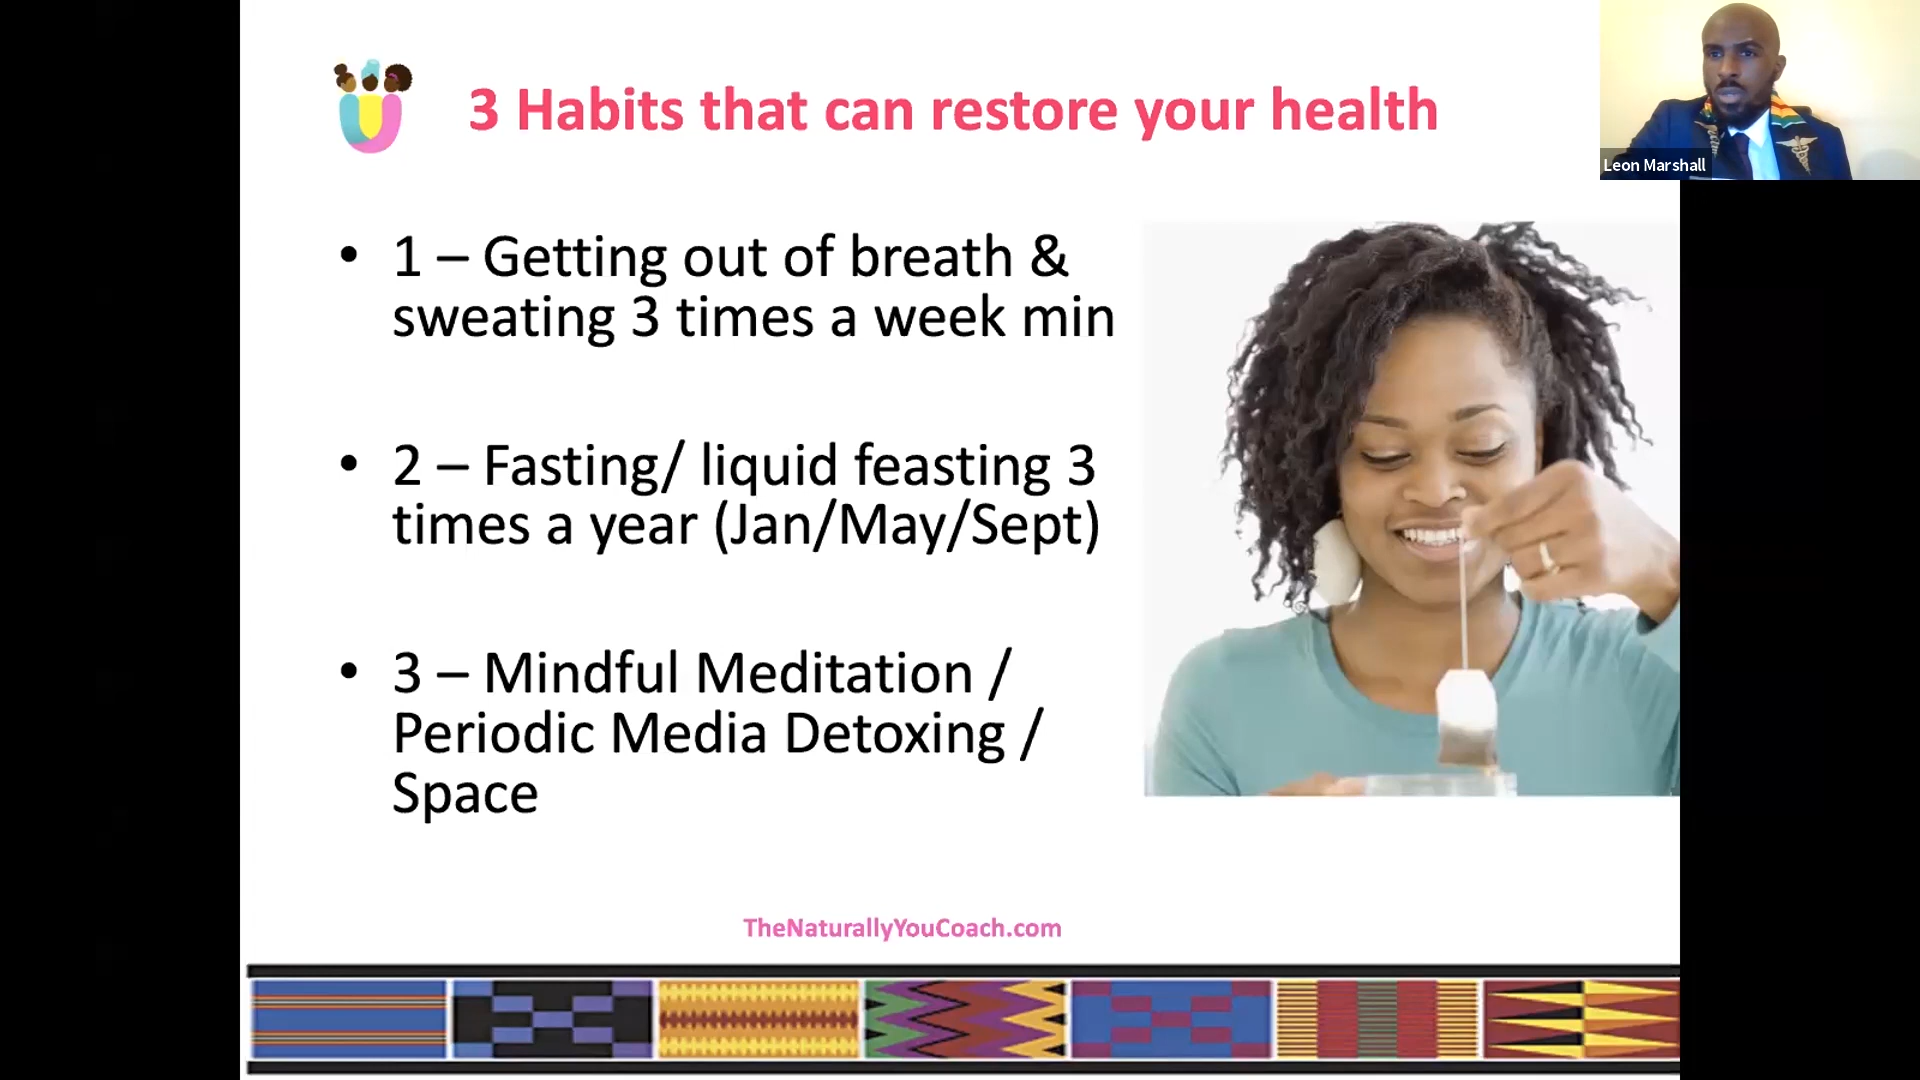 3 Habits that can restore your health
Leon Marshall
• 1 – Getting out of breath &
sweating 3 times a week min
• 2 – Fasting/ liquid feasting 3
times a year (Jan/May/Sept)
• 3 – Mindful Meditation /
Periodic Media Detoxing /
Space
TheNaturallyYouCoach.com